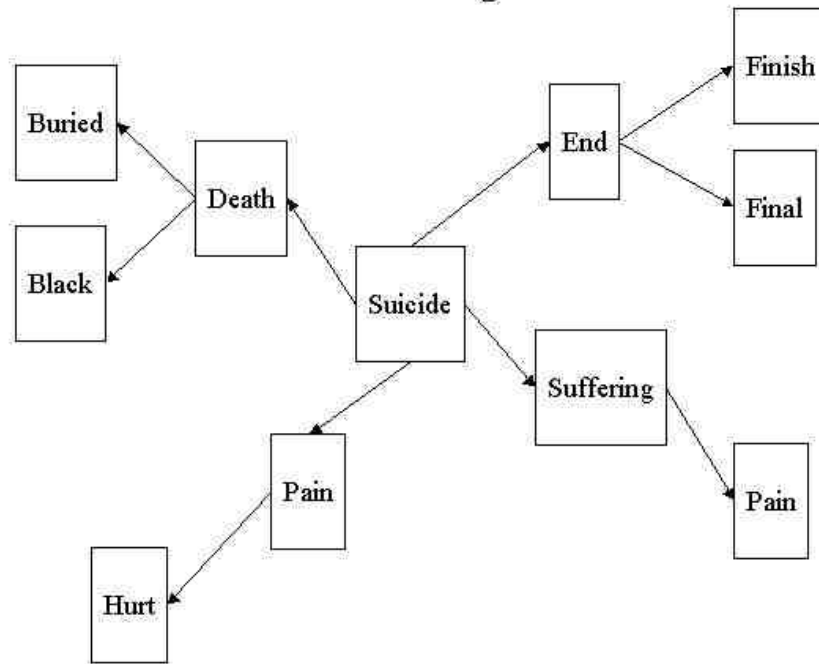 Finish
Buried
End
Death
Final
Black
Suicide
Suffering
Pain
Pain
Hurt